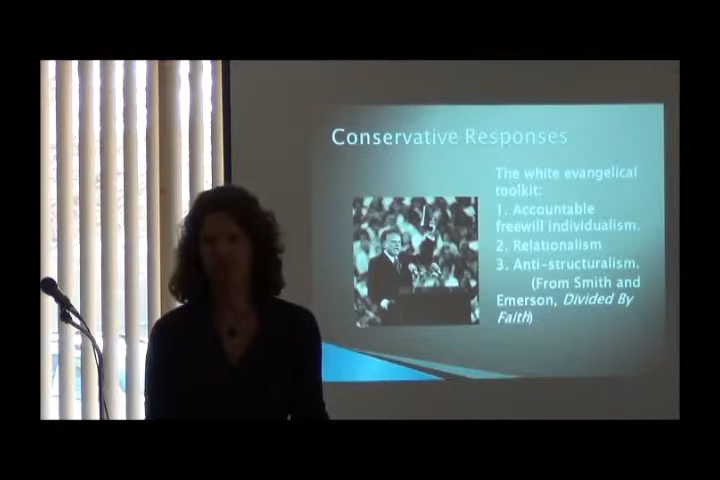 Conservative Responses
The white evangelical
toolkit:
1. Accountable
freewill individualism.
2. Relationalism
3. Anti-structuralism.
(From Smith and
Emerson, Divided By
Faith)